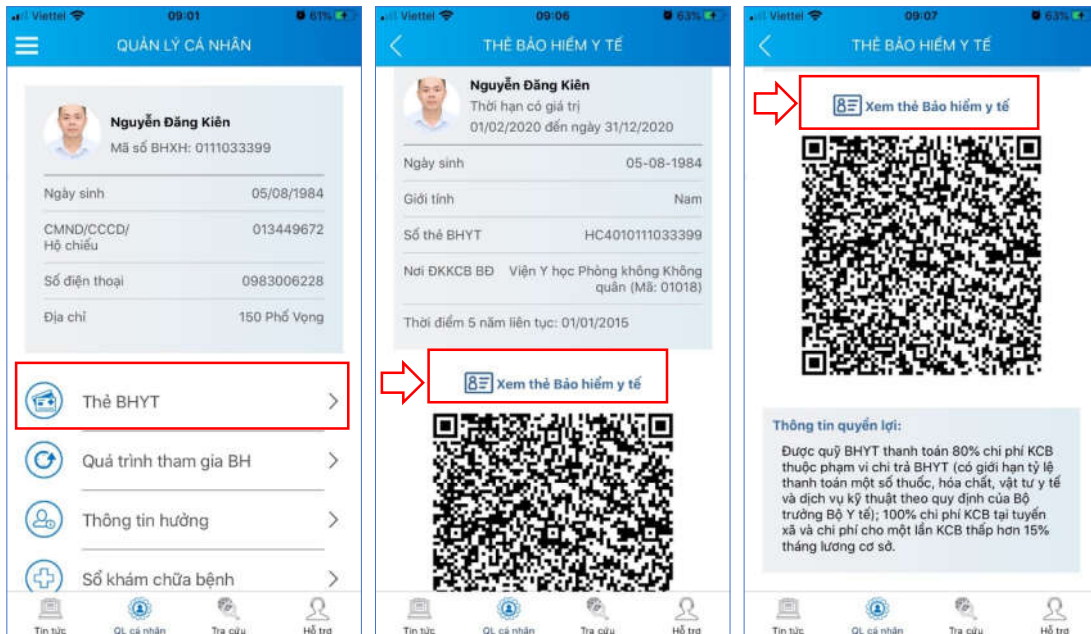 Viettel 09:01 61%
QUẢN LÝ CÁ NHÂN
Nguyễn Đăng Kiên
Mã số BHXH: 0111033399
Ngày sinh 05/08/1984
CMND/CCCD/
Hộ chiếu 013449672
Số điện thoại 0983006228
Địa chỉ 150 Phố Vọng
Thẻ BHYT
Quá trình tham gia BH
Thông tin hưởng
Sổ khám chữa bệnh
Tin tức QL cá nhân Tra cứu Hỗ trợ
Viettel 09:06 63%
THẺ BẢO HIỂM Y TẾ
Nguyễn Đăng Kiên
Thời hạn có giá trị
01/02/2020 đến ngày 31/12/2020
Ngày sinh 05-08-1984
Giới tính Nam
Số thẻ BHYT HC4010111033399
Nơi ĐKKCB BĐ Viện Y học Phòng không Không
quân (Mã: 01018)
Thời điểm 5 năm liên tục: 01/01/2015
Xem thẻ Bảo hiểm y tế
Tin tức QL cá nhân Tra cứu Hỗ trợ
Viettel 09:07 63%
THẺ BẢO HIỂM Y TẾ
Xem thẻ Bảo hiểm y tế
Thông tin quyền lợi:
Được quỹ BHYT thanh toán 80% chi phí KCB
thuộc phạm vi chi trả BHYT (có giới hạn tỷ lệ
thanh toán một số thuốc, hóa chất, vật tư y tế
và dịch vụ kỹ thuật theo quy định của Bộ
trưởng Bộ Y tế); 100% chi phí KCB tại tuyến
xã và chi phí cho một lần KCB thấp hơn 15%
tháng lương cơ sở.
Tin tức QL cá nhân Tra cứu Hỗ trợ